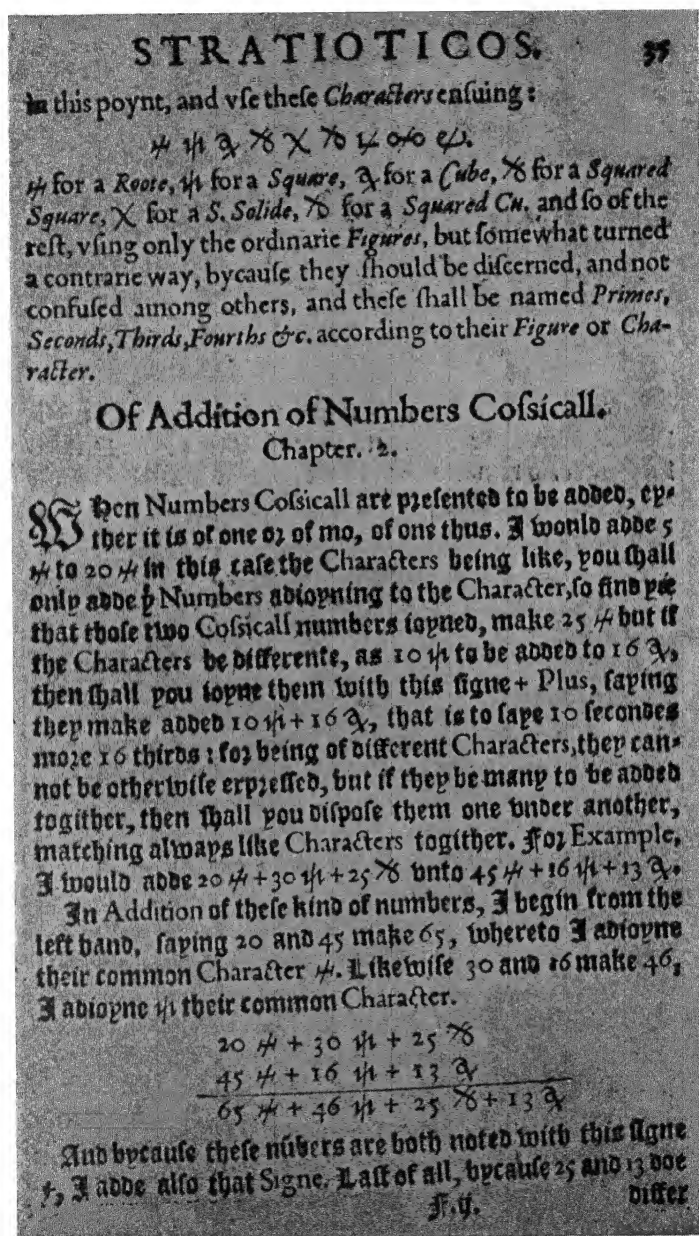 STRATIOTICOS. 35
in this poynt, and vſe theſe Characters enſuing:
for a Roote, for a Square, for a Cube, for a Squared
Square, for a S. Solide, for a Squared Cu. and ſo of the
reſt, vſing only the ordinarie Figures, but ſomewhat turned
a contrarie way, bycauſe they ſhould be diſcerned, and not
confuſed among others, and theſe ſhall be named Primes,
Seconds, Thirds, Fourths &c. according to their Figure or Cha-
racter.
Of Addition of Numbers Coſsicall.
Chapter. 2.
WHen Numbers Coſsicall are preſented to be added, ey-
ther it is of one or of mo, of one thus. I would adde 5
to 20 in this caſe the Characters being like, you ſhall
only adde þͤ Numbers adioyning to the Character, ſo find yͤe
that thoſe two Coſsicall numbers ioyned, make 25 but if
the Characters be differente, as 10 to be added to 16 ,
then ſhall you ioyne them with this ſigne + Plus, ſaying
they make added 10 + 16 , that is to ſaye 10 ſecondes
more 16 thirds : for being of different Characters, they can-
not be otherwiſe expreſſed, but if they be many to be added
togither, then ſhall you diſpoſe them one vnder another,
matching always like Characters togither. For Example,
I would adde 20 + 30 + 25 vnto 45 + 16 + 13 .
In Addition of theſe kind of numbers, I begin from the
left hand, ſaying 20 and 45 make 65, whereto I adioyne
their common Character . Likewiſe 30 and 16 make 46,
I adioyne their common Character.
20 + 30 + 25
45 + 16 + 13
65 + 46 + 25 + 13
And bycauſe theſe nūbers are both noted with this ſigne
+, I adde alſo that Signe. Laſt of all, bycauſe 25 and 13 doe
F.ij. differ